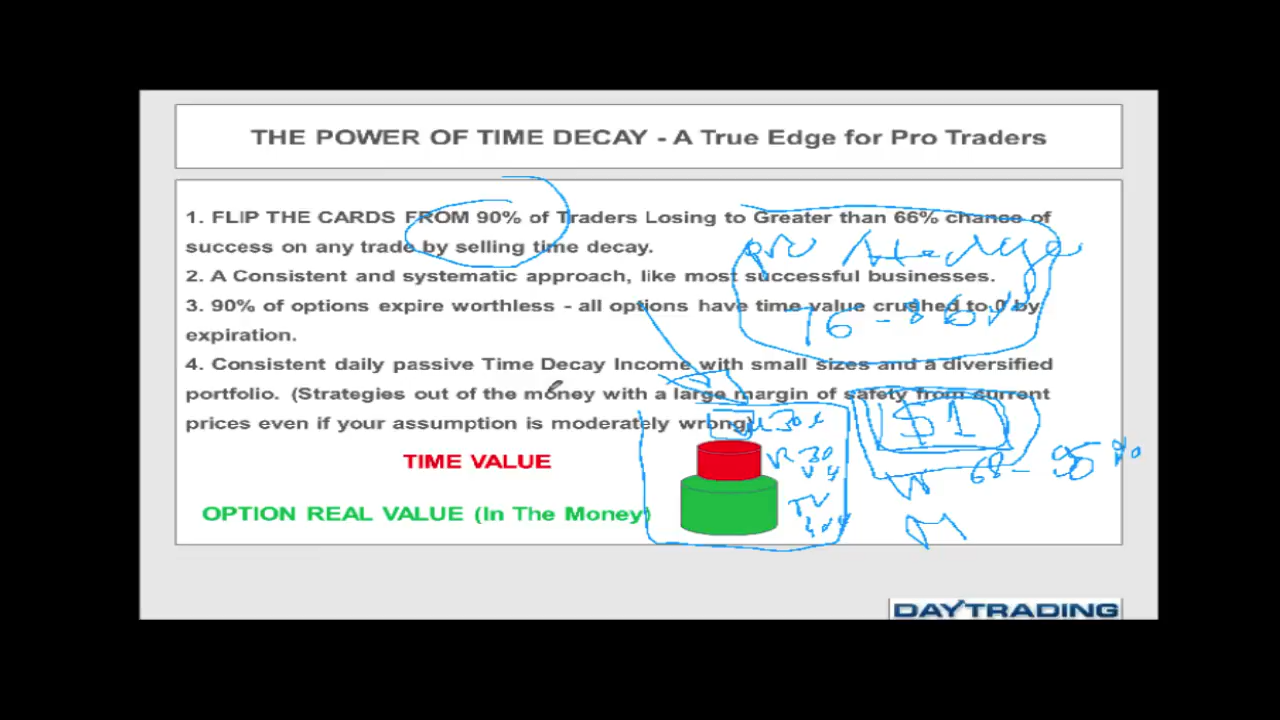 THE POWER OF TIME DECAY - A True Edge for Pro Traders
1. FLIP THE CARDS FROM 90% of Traders Losing to Greater than 66% chance of
success on any trade by selling time decay.
2. A Consistent and systematic approach, like most successful businesses.
3. 90% of options expire worthless - all options have time value crushed to 0 by
expiration.
4. Consistent daily passive Time Decay Income with small sizes and a diversified
portfolio. (Strategies out of the money with a large margin of safety from current
prices even if your assumption is moderately wrong)
TIME VALUE
OPTION REAL VALUE (In The Money)
$1
68 - 95 %
DAYTRADING